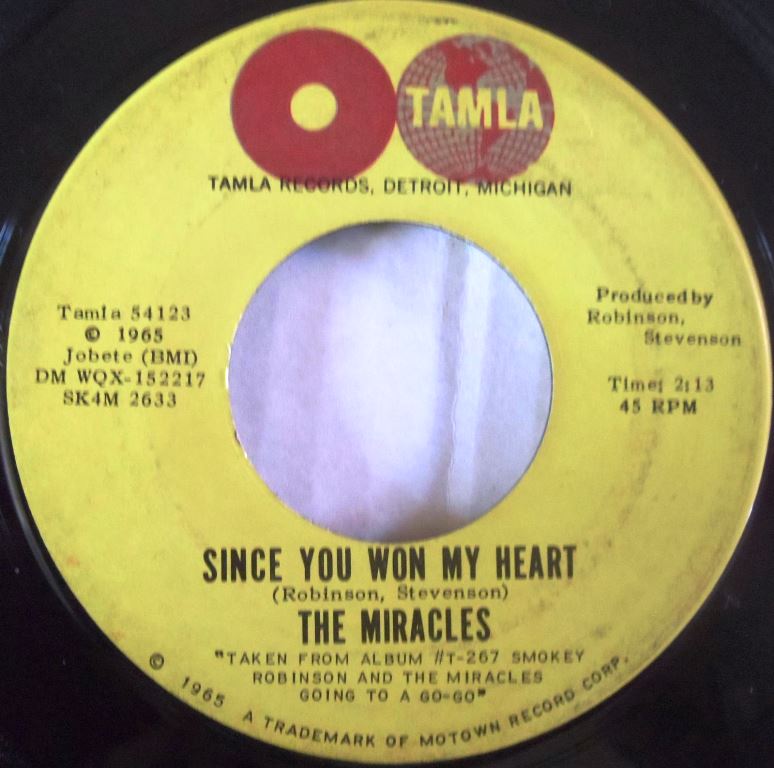 TAMLA
TAMLA RECORDS, DETROIT, MICHIGAN
Tamla 54123
© 1965
Jobete (BMI)
DM WQX-152217
SK4M 2633
Produced by
Robinson,
Stevenson
Time: 2:13
45 RPM
SINCE YOU WON MY HEART
(Robinson, Stevenson)
THE MIRACLES
"TAKEN FROM ALBUM #T-267 SMOKEY
ROBINSON AND THE MIRACLES
GOING TO A GO-GO"
© 1965 A TRADEMARK OF MOTOWN RECORD CORP.